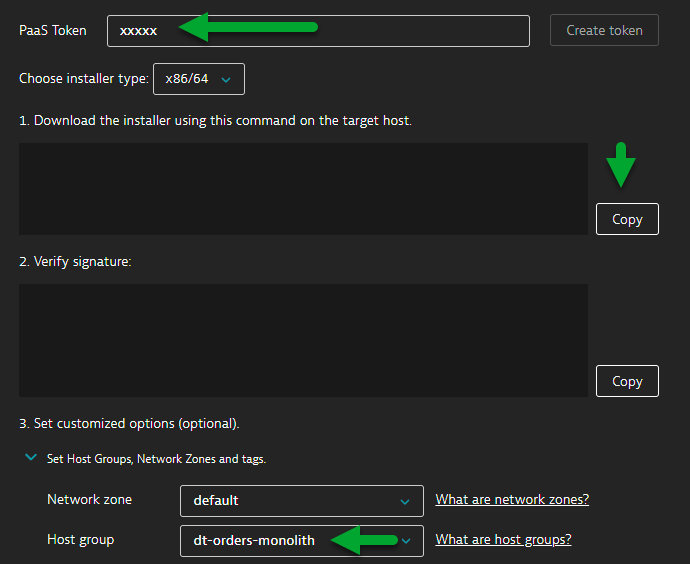 PaaS Token xxxxx Create token
Choose installer type: x86/64
1. Download the installer using this command on the target host.
Copy
2. Verify signature:
Copy
3. Set customized options (optional).
Set Host Groups, Network Zones and tags.
Network zone default What are network zones?
Host group dt-orders-monolith What are host groups?